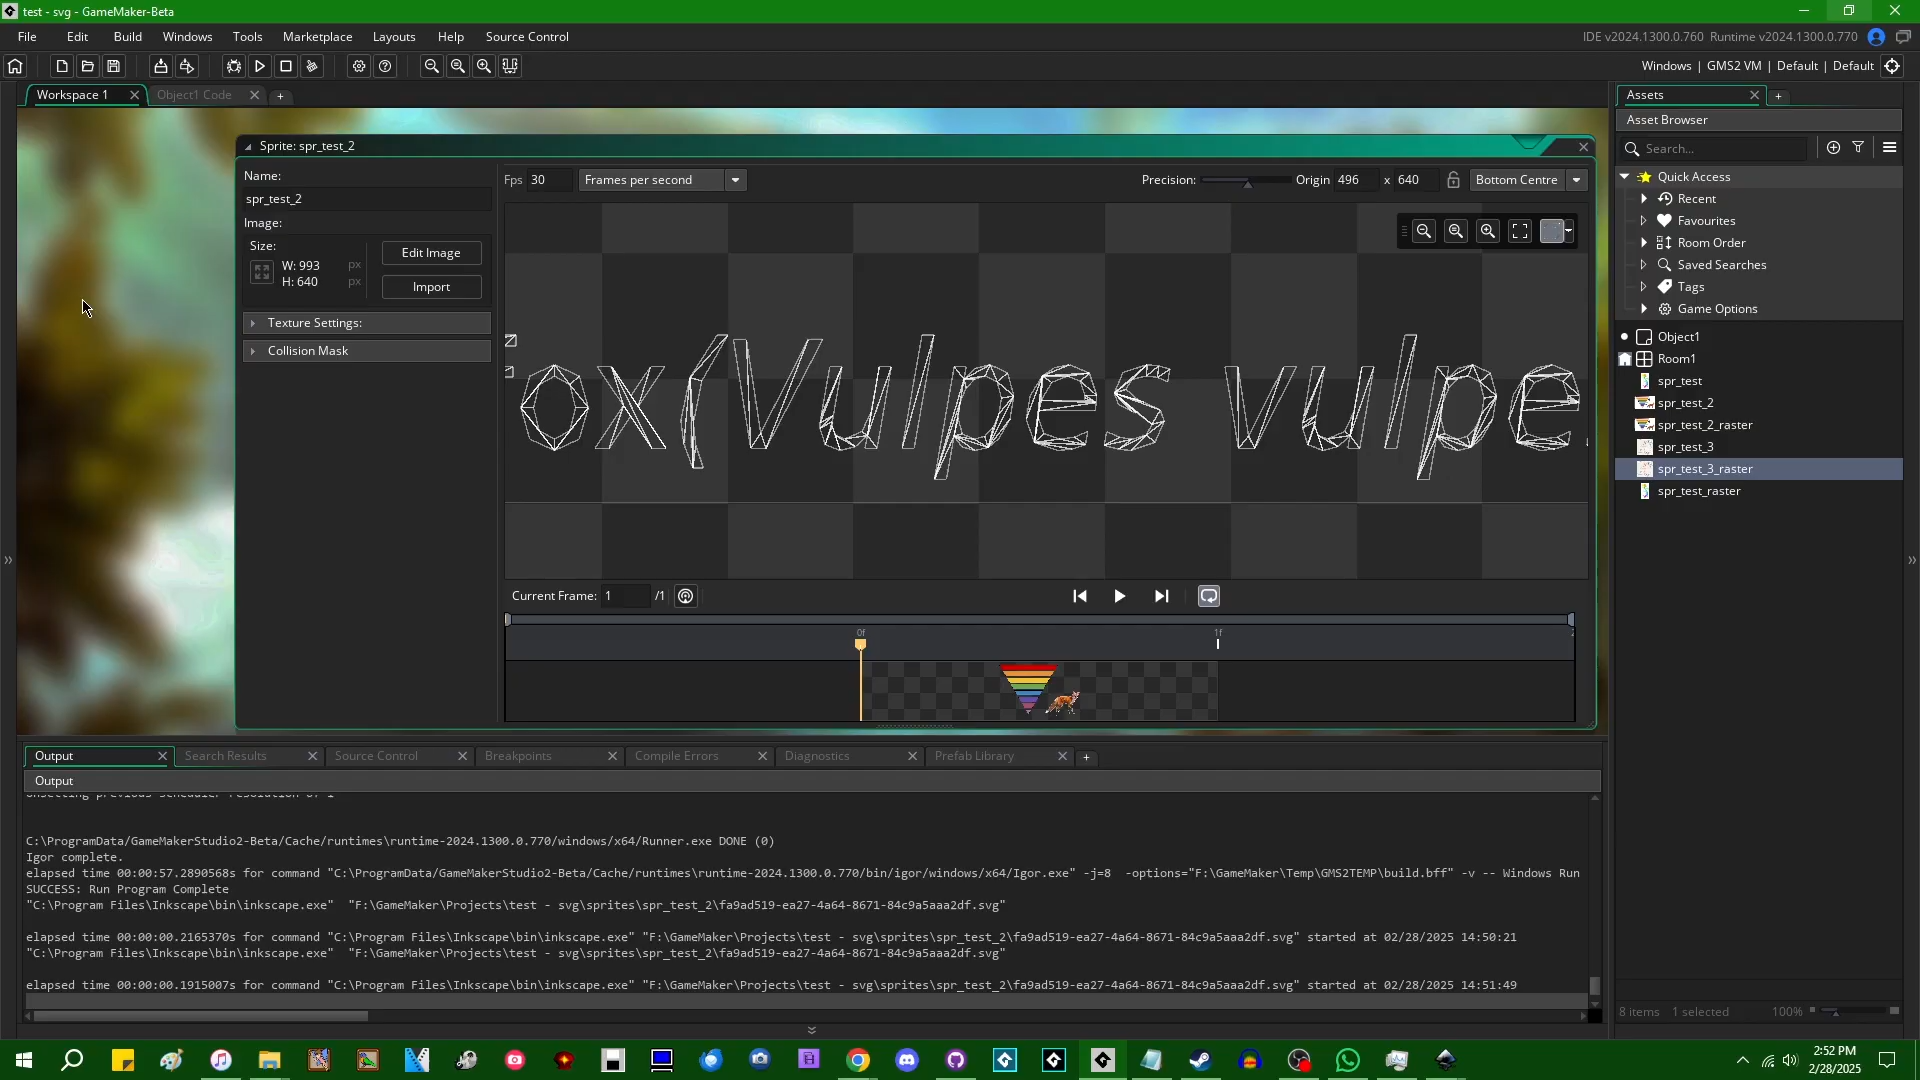 test - svg - GameMaker-Beta
File Edit Build Windows Tools Marketplace Layouts Help Source Control
IDE v2024.1300.0.760 Runtime v2024.1300.0.770
Windows | GMS2 VM | Default | Default
Workspace 1 Object1 Code
Sprite: spr_test_2
Name:
spr_test_2
Image:
Size:
W: 993 px
H: 640 px
Edit Image
Import
Texture Settings:
Collision Mask
Fps 30 Frames per second
Precision: Origin 496 x 640 Bottom Centre
ox(Vulpes vulpe
Current Frame: 1 /1
0f 1f
Assets
Asset Browser
Search...
Quick Access
Recent
Favourites
Room Order
Saved Searches
Tags
Game Options
Object1
Room1
spr_test
spr_test_2
spr_test_2_raster
spr_test_3
spr_test_3_raster
spr_test_raster
8 items 1 selected 100%
Output Search Results Source Control Breakpoints Compile Errors Diagnostics Prefab Library
Output
C:\ProgramData/GameMakerStudio2-Beta/Cache/runtimes\runtime-2024.1300.0.770/windows/x64/Runner.exe DONE (0)
Igor complete.
elapsed time 00:00:57.2890568s for command "C:\ProgramData/GameMakerStudio2-Beta/Cache/runtimes\runtime-2024.1300.0.770/bin/igor/windows/x64/Igor.exe" -j=8 -options="F:\GameMaker\Temp\GMS2TEMP\build.bff" -v -- Windows Run
SUCCESS: Run Program Complete
"C:\Program Files\Inkscape\bin\inkscape.exe" "F:\GameMaker\Projects\test - svg\sprites\spr_test_2\fa9ad519-ea27-4a64-8671-84c9a5aaa2df.svg"
elapsed time 00:00:00.2165370s for command "C:\Program Files\Inkscape\bin\inkscape.exe" "F:\GameMaker\Projects\test - svg\sprites\spr_test_2\fa9ad519-ea27-4a64-8671-84c9a5aaa2df.svg" started at 02/28/2025 14:50:21
"C:\Program Files\Inkscape\bin\inkscape.exe" "F:\GameMaker\Projects\test - svg\sprites\spr_test_2\fa9ad519-ea27-4a64-8671-84c9a5aaa2df.svg"
elapsed time 00:00:00.1915007s for command "C:\Program Files\Inkscape\bin\inkscape.exe" "F:\GameMaker\Projects\test - svg\sprites\spr_test_2\fa9ad519-ea27-4a64-8671-84c9a5aaa2df.svg" started at 02/28/2025 14:51:49
2:52 PM
2/28/2025